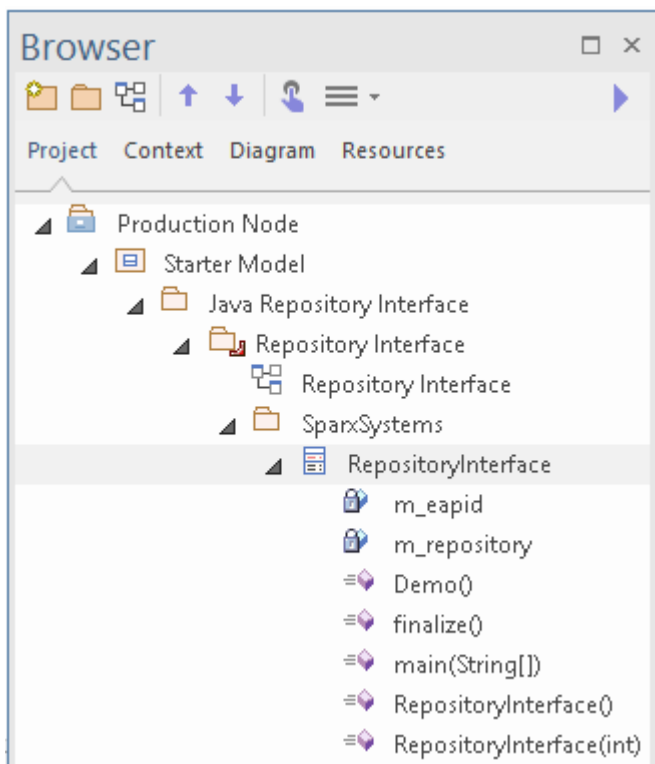 Browser
Project Context Diagram Resources
Production Node
Starter Model
Java Repository Interface
Repository Interface
Repository Interface
SparxSystems
RepositoryInterface
m_eapid
m_repository
Demo()
finalize()
main(String[])
RepositoryInterface()
RepositoryInterface(int)